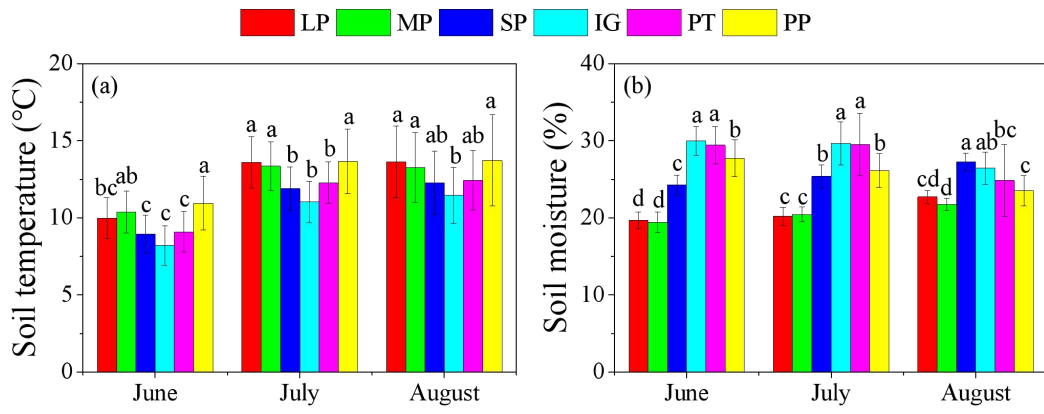 LP MP SP IG PT PP
(a)
Soil temperature (℃)
20
15
10
5
0
bc ab c c c a
a a b b b a
a a ab b ab a
June July August
(b)
Soil moisture (%)
40
30
20
10
0
d d c a a b
c c b a a b
cd d a ab bc c
June July August